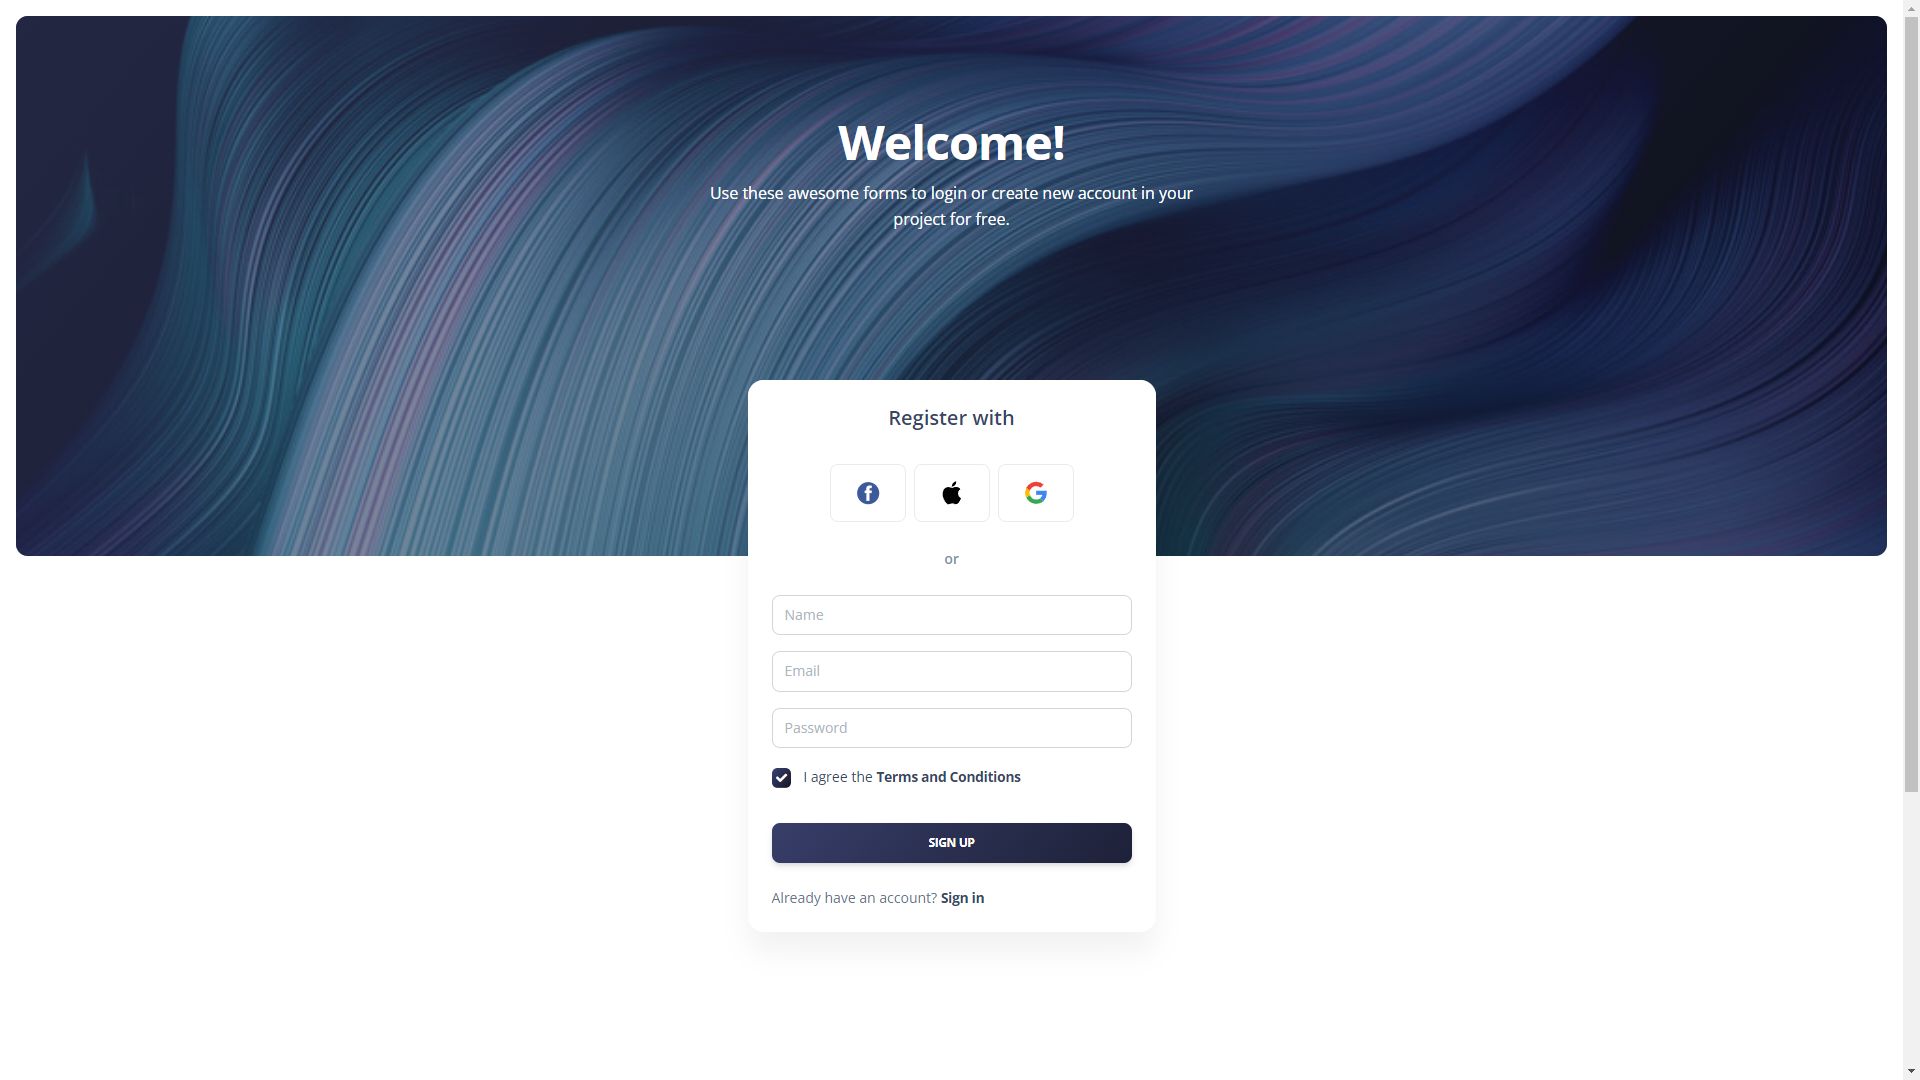 Welcome!
Use these awesome forms to login or create new account in your
project for free.
Register with
or
Name
Email
Password
I agree the Terms and Conditions
SIGN UP
Already have an account? Sign in